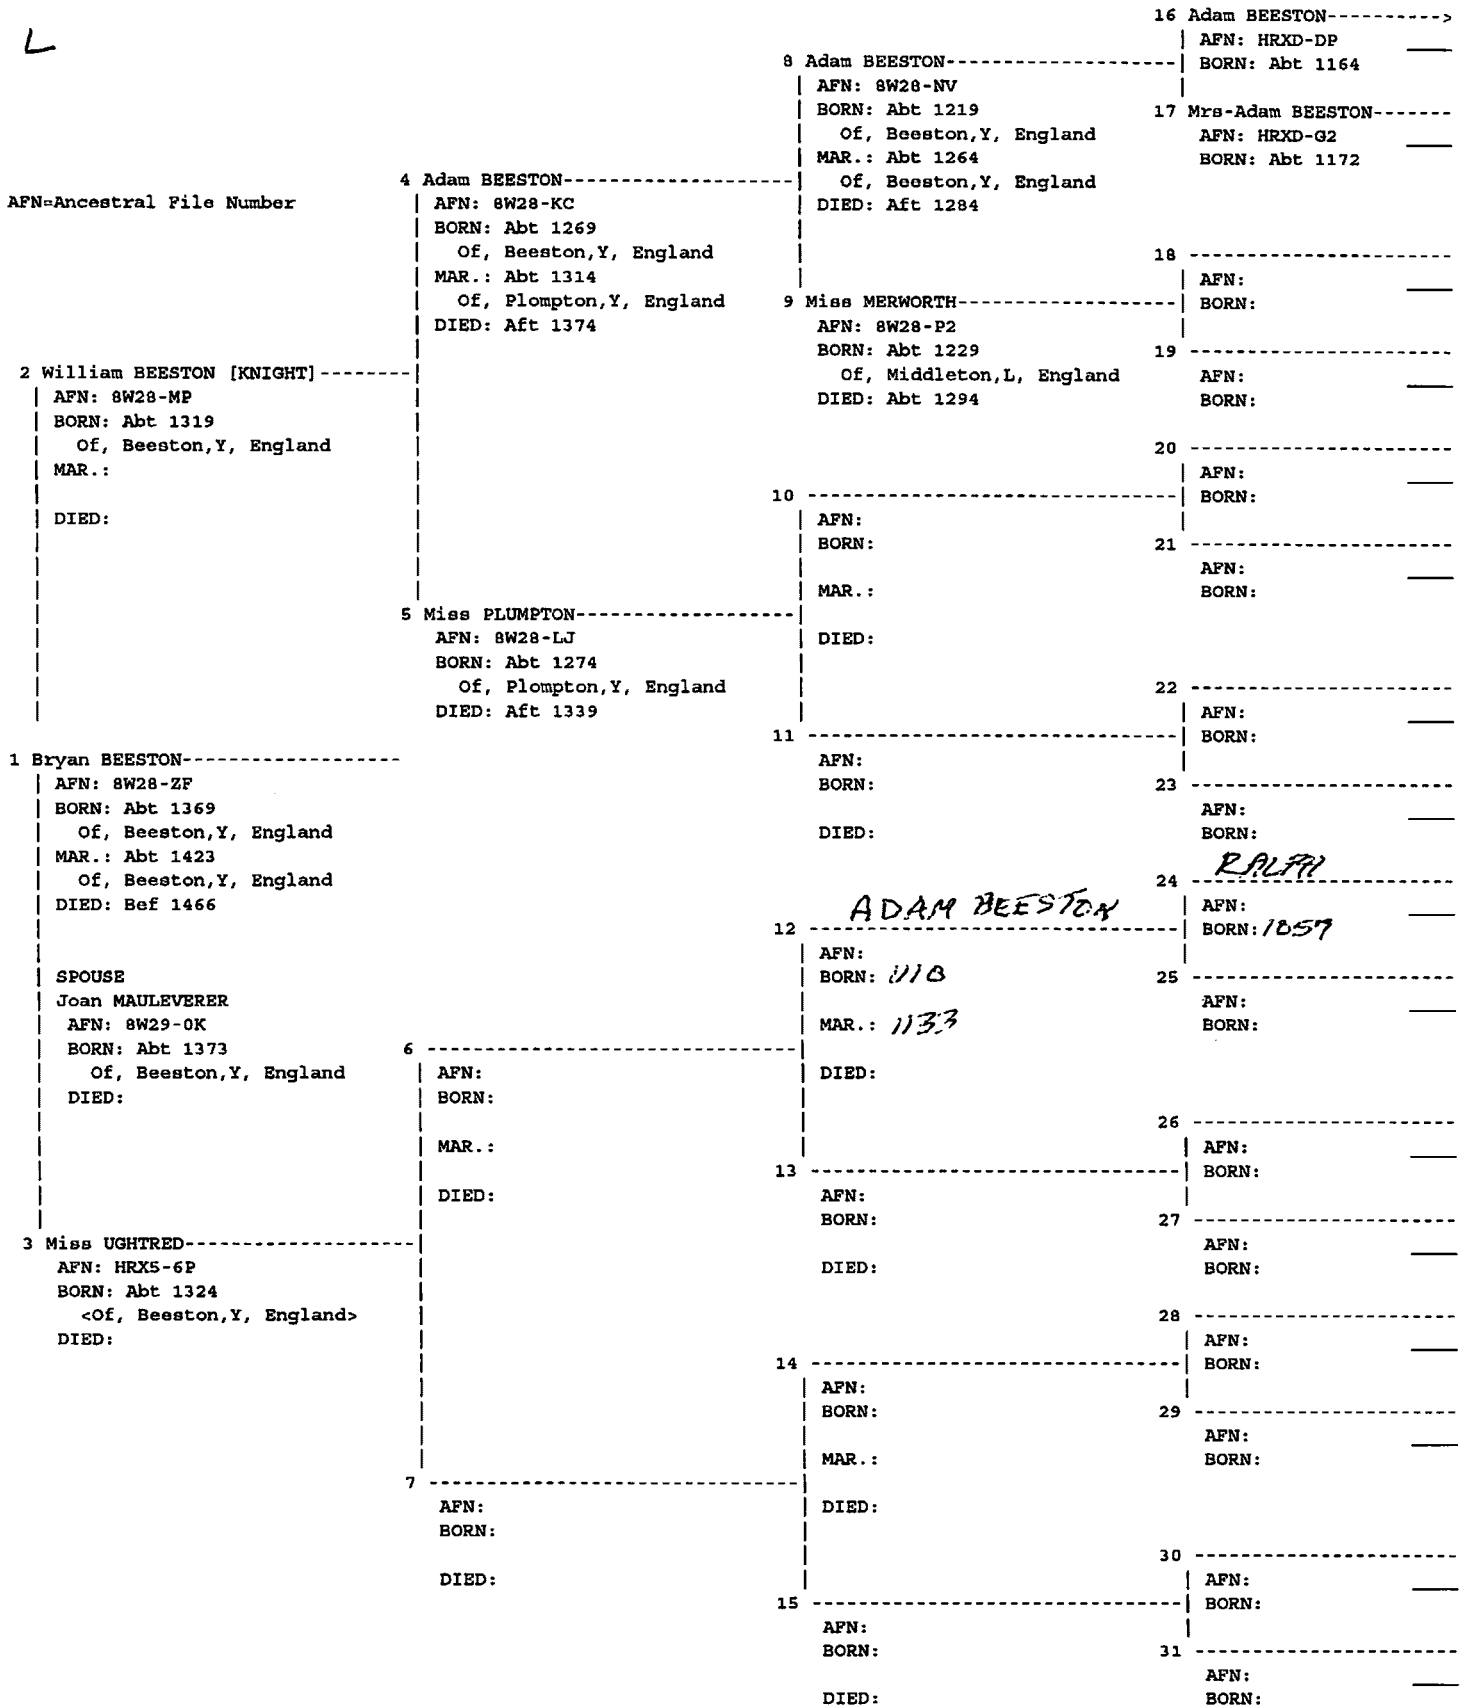 L
AFN=Ancestral File Number
16 Adam BEESTON---------->
AFN: HRXD-DP
BORN: Abt 1164
8 Adam BEESTON
AFN: 8W28-NV
BORN: Abt 1219
Of, Beeston,Y, England
MAR.: Abt 1264
Of, Beeston,Y, England
DIED: Aft 1284
17 Mrs-Adam BEESTON
AFN: HRXD-G2
BORN: Abt 1172
4 Adam BEESTON
AFN: 8W28-KC
BORN: Abt 1269
Of, Beeston,Y, England
MAR.: Abt 1314
Of, Plompton,Y, England
DIED: Aft 1374
18
AFN:
BORN:
9 Miss MERWORTH
AFN: 8W28-P2
BORN: Abt 1229
Of, Middleton,L, England
DIED: Abt 1294
19
AFN:
BORN:
2 William BEESTON [KNIGHT]
AFN: 8W28-MP
BORN: Abt 1319
Of, Beeston,Y, England
MAR.:
DIED:
20
AFN:
BORN:
10
AFN:
BORN:
MAR.:
DIED:
21
AFN:
BORN:
5 Miss PLUMPTON
AFN: 8W28-LJ
BORN: Abt 1274
Of, Plompton,Y, England
DIED: Aft 1339
22
AFN:
BORN:
11
AFN:
BORN:
DIED:
23
AFN:
BORN:
1 Bryan BEESTON
AFN: 8W28-ZF
BORN: Abt 1369
Of, Beeston,Y, England
MAR.: Abt 1423
Of, Beeston,Y, England
DIED: Bef 1466
SPOUSE
Joan MAULEVERER
AFN: 8W29-0K
BORN: Abt 1373
Of, Beeston,Y, England
DIED:
24 RALPH
AFN:
BORN: 1057
12 ADAM BEESTON
AFN:
BORN:
MAR.: 1133
DIED:
25
AFN:
BORN:
6
AFN:
BORN:
MAR.:
DIED:
26
AFN:
BORN:
13
AFN:
BORN:
DIED:
27
AFN:
BORN:
3 Miss UGHTRED
AFN: HRX5-6P
BORN: Abt 1324
<Of, Beeston,Y, England>
DIED:
28
AFN:
BORN:
14
AFN:
BORN:
MAR.:
DIED:
29
AFN:
BORN:
7
AFN:
BORN:
DIED:
30
AFN:
BORN:
15
AFN:
BORN:
DIED:
31
AFN:
BORN: